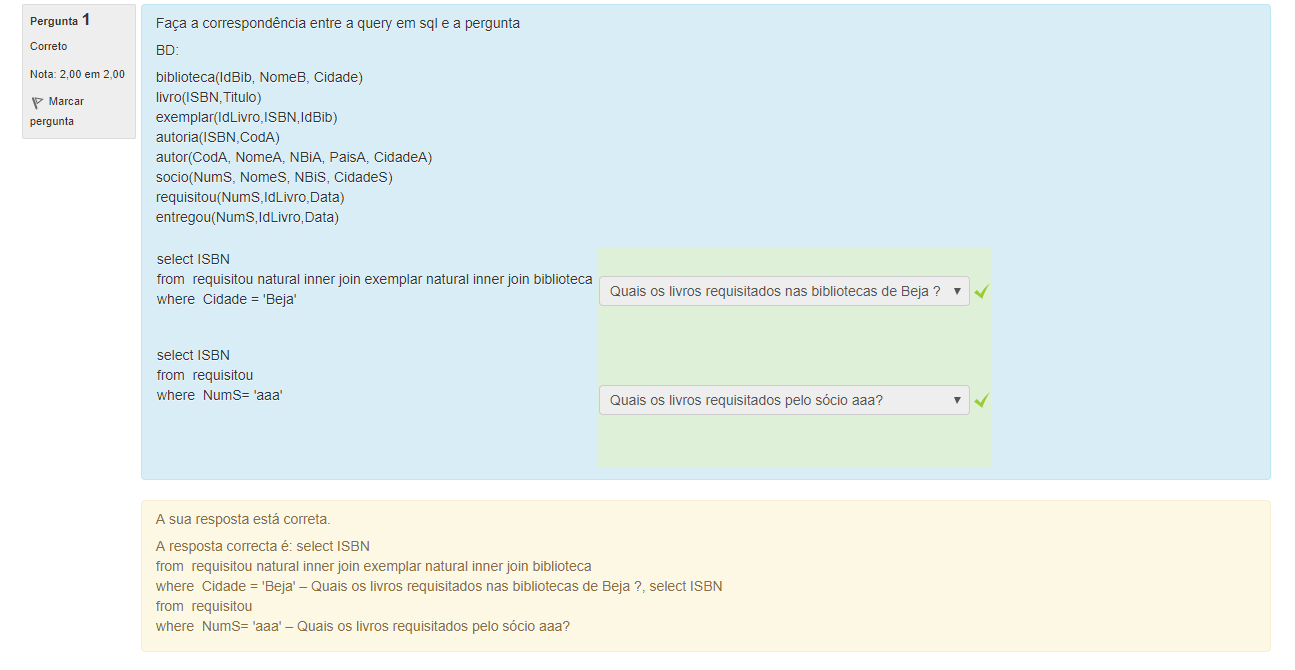 Pergunta 1
Correto
Nota: 2,00 em 2,00
Marcar
pergunta
Faça a correspondência entre a query em sql e a pergunta
BD:
biblioteca(IdBib, NomeB, Cidade)
livro(ISBN,Titulo)
exemplar(IdLivro,ISBN,IdBib)
autoria(ISBN,CodA)
autor(CodA, NomeA, NBiA, PaisA, CidadeA)
socio(NumS, NomeS, NBiS, CidadeS)
requisitou(NumS,IdLivro,Data)
entregou(NumS,IdLivro,Data)
select ISBN
from  requisitou natural inner join exemplar natural inner join biblioteca
where  Cidade = 'Beja'
Quais os livros requisitados nas bibliotecas de Beja ?
select ISBN
from  requisitou
where  NumS= 'aaa'
Quais os livros requisitados pelo sócio aaa?
A sua resposta está correta.
A resposta correcta é: select ISBN
from  requisitou natural inner join exemplar natural inner join biblioteca
where  Cidade = 'Beja' – Quais os livros requisitados nas bibliotecas de Beja ?, select ISBN
from  requisitou
where  NumS= 'aaa' – Quais os livros requisitados pelo sócio aaa?